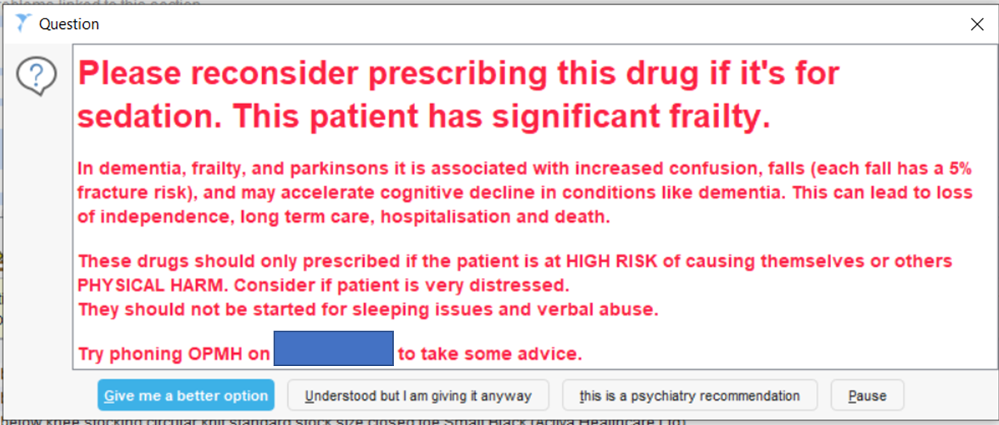 oblems linked to this section
Question
Please reconsider prescribing this drug if it's for
sedation. This patient has significant frailty.
In dementia, frailty, and parkinsons it is associated with increased confusion, falls (each fall has a 5%
fracture risk), and may accelerate cognitive decline in conditions like dementia. This can lead to loss
of independence, long term care, hospitalisation and death.
These drugs should only prescribed if the patient is at HIGH RISK of causing themselves or others
PHYSICAL HARM. Consider if patient is very distressed.
They should not be started for sleeping issues and verbal abuse.
Try phoning OPMH on to take some advice.
Give me a better option Understood but I am giving it anyway this is a psychiatry recommendation Pause
below knee stocking circular knit standard stock size closed toe Small Black (Activa Healthcare Ltd)